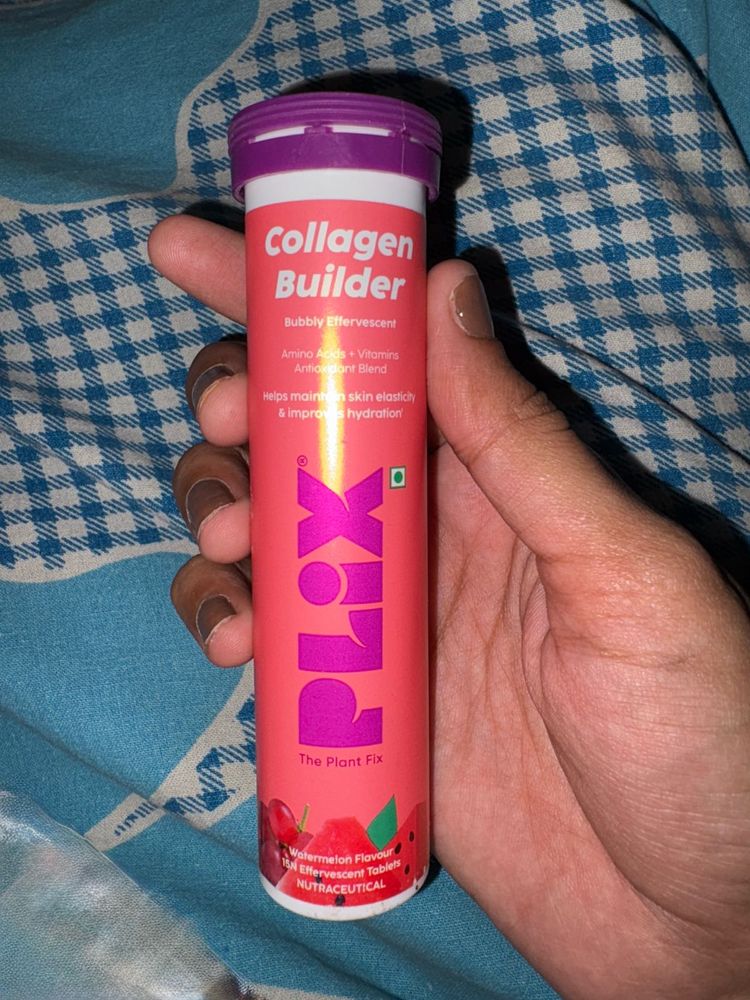 Collagen
Builder
Bubbly Effervescent
Amino Acids + Vitamins
Antioxidant Blend
Helps maintain skin elasticity
& improves hydration¹
PLIX®
The Plant Fix
Watermelon Flavour
15N Effervescent Tablets
NUTRACEUTICAL